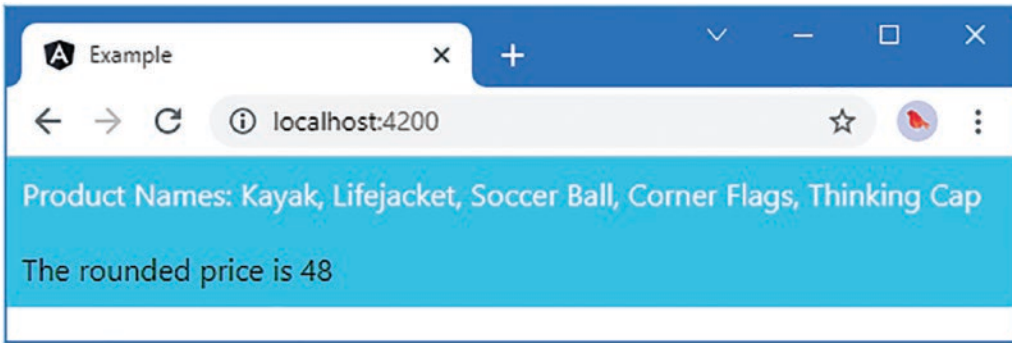 Example
localhost:4200
Product Names: Kayak, Lifejacket, Soccer Ball, Corner Flags, Thinking Cap
The rounded price is 48